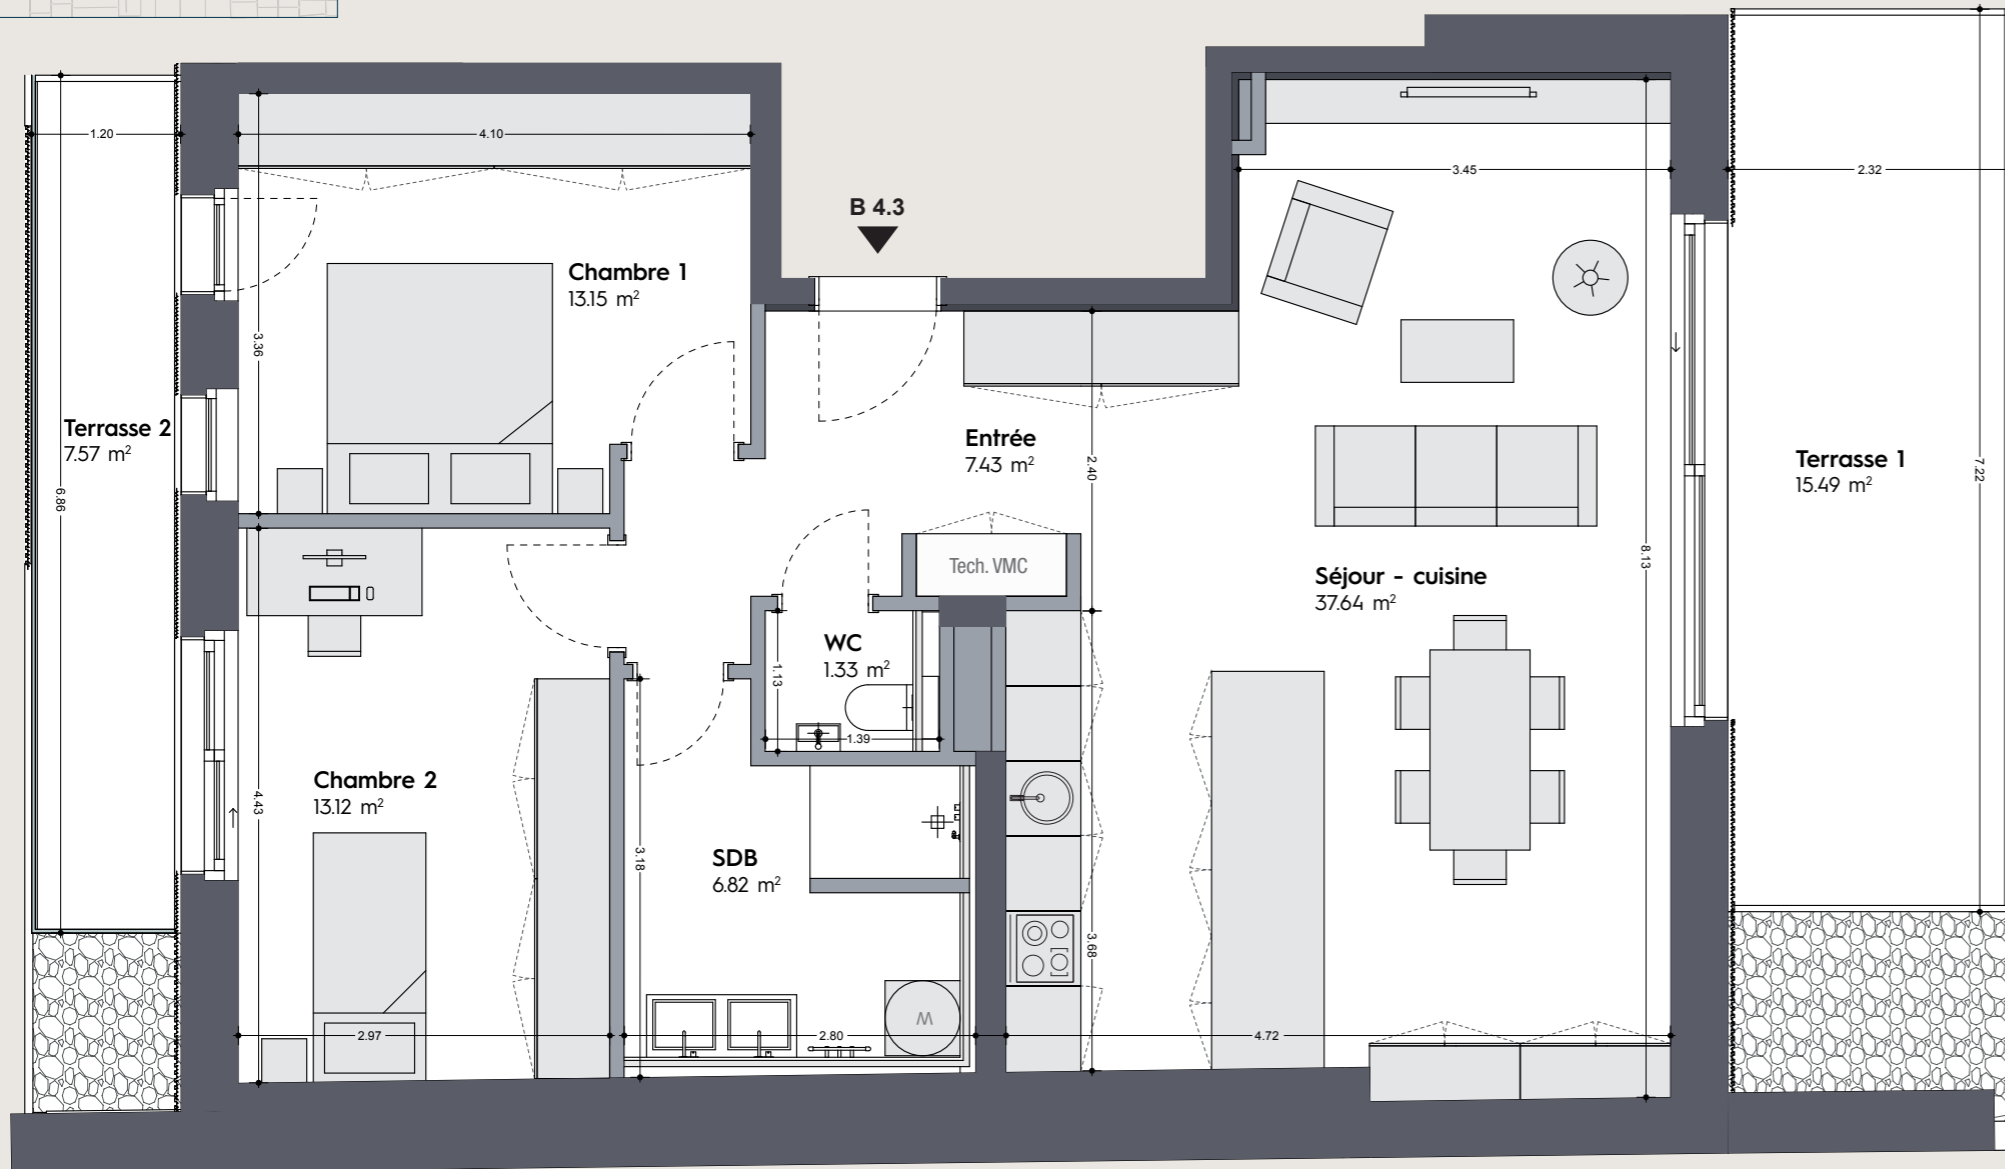 1.20
4.10
3.45
2.32
B 4.3
Chambre 1
13.15 m²
3.36
Terrasse 2
7.57 m²
6.86
Entrée
7.43 m²
2.40
Terrasse 1
15.49 m²
7.22
8.13
Tech. VMC
Séjour - cuisine
37.64 m²
WC
1.33 m²
1.13
1.39
Chambre 2
13.12 m²
4.43
SDB
6.82 m²
3.18
3.68
W
2.97
2.80
4.72